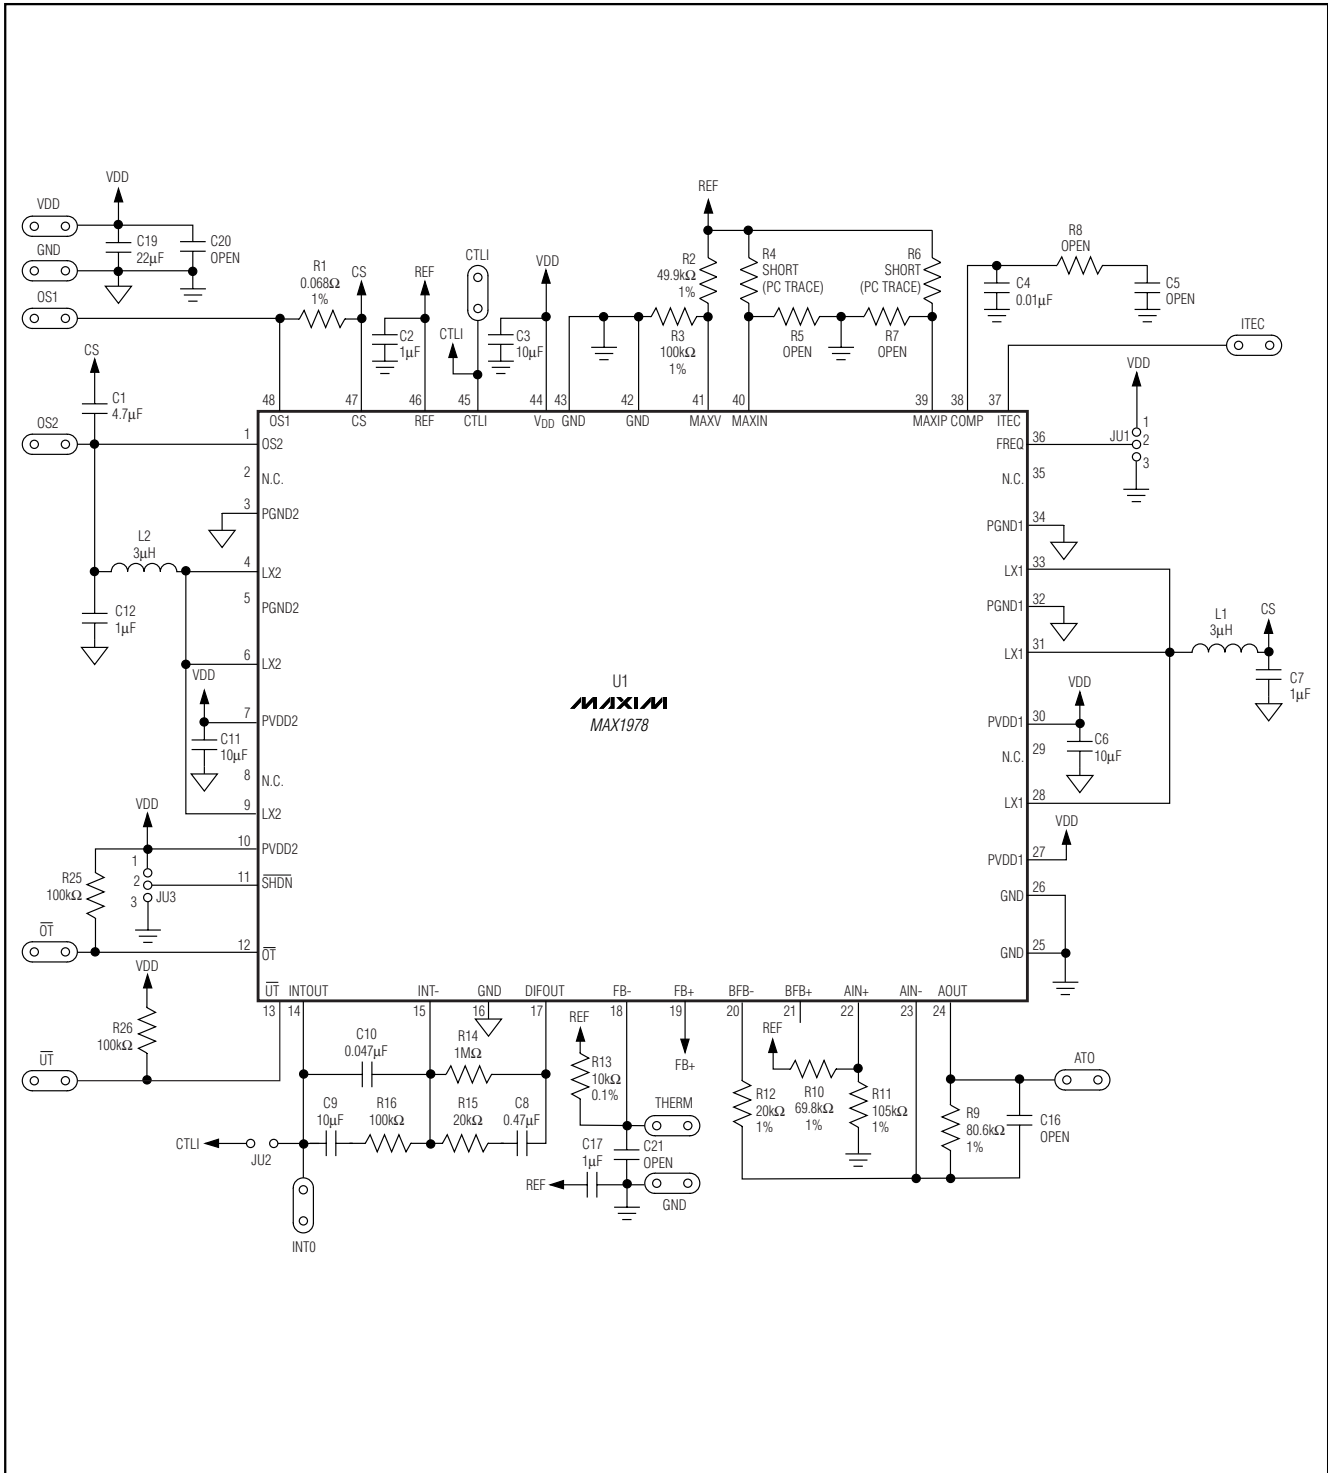 VDD
GND
OS1
VDD
C19
22µF
C20
OPEN
R1
0.068Ω
1%
CS
REF
C2
1µF
CTLI
CTLI
VDD
C3
10µF
REF
R2
49.9kΩ
1%
R3
100kΩ
1%
R4
SHORT
(PC TRACE)
R5
OPEN
R6
SHORT
(PC TRACE)
R7
OPEN
R8
OPEN
C4
0.01µF
C5
OPEN
ITEC
CS
C1
4.7µF
OS2
48 47 46 45 44 43 42 41 40 39 38 37
OS1 CS REF CTLI VDD GND GND MAXV MAXIN MAXIP COMP ITEC
1 OS2
2 N.C.
3 PGND2
4 LX2
5 PGND2
6 LX2
7 PVDD2
8 N.C.
9 LX2
10 PVDD2
11 SHDN
12 OT
L2
3µH
C12
1µF
VDD
C11
10µF
VDD
1
2
3
JU3
R25
100kΩ
OT
VDD
R26
100kΩ
UT
U1
MAXIM
MAX1978
FREQ 36
N.C. 35
PGND1 34
LX1 33
PGND1 32
LX1 31
PVDD1 30
N.C. 29
LX1 28
PVDD1 27
GND 26
GND 25
VDD
JU1
1
2
3
L1
3µH
CS
C7
1µF
VDD
C6
10µF
VDD
UT INTOUT INT- GND DIFOUT FB- FB+ BFB- BFB+ AIN+ AIN- AOUT
13 14 15 16 17 18 19 20 21 22 23 24
C10
0.047µF
R14
1MΩ
C9
10µF
R16
100kΩ
R15
20kΩ
C8
0.47µF
CTLI
JU2
INT0
REF
R13
10kΩ
0.1%
THERM
C17
1µF
C21
OPEN
REF
GND
FB+
R12
20kΩ
1%
REF
R10
69.8kΩ
1%
R11
105kΩ
1%
R9
80.6kΩ
1%
C16
OPEN
ATO